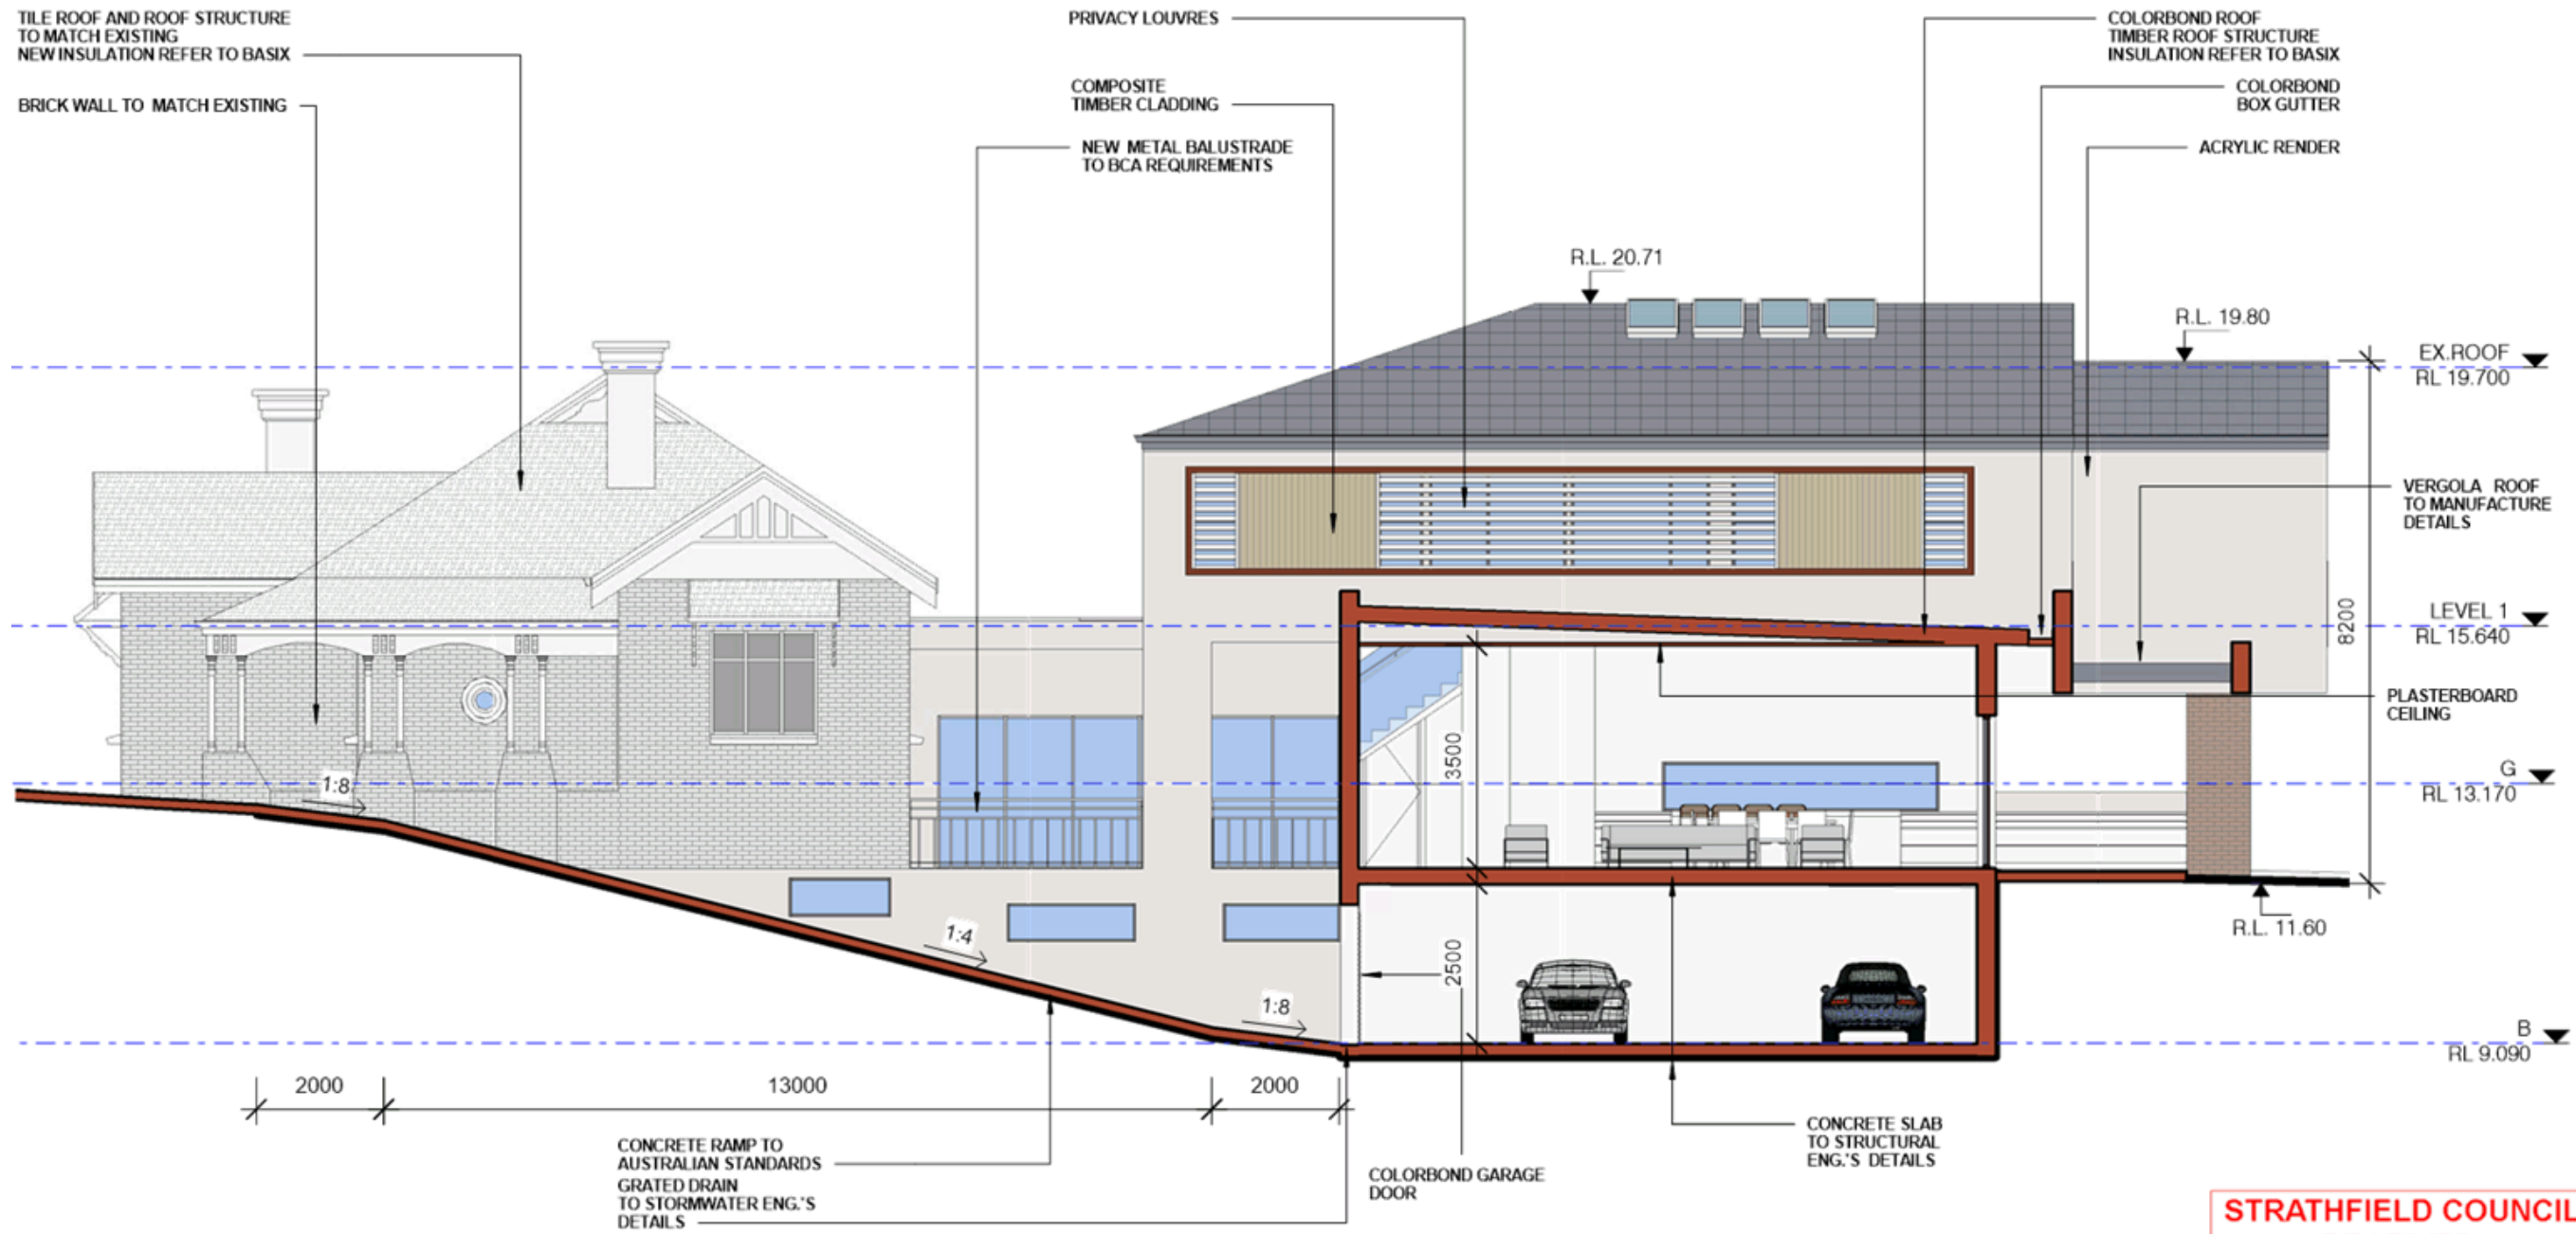 TILE ROOF AND ROOF STRUCTURE
TO MATCH EXISTING
NEW INSULATION REFER TO BASIX
BRICK WALL TO MATCH EXISTING
PRIVACY LOUVRES
COMPOSITE
TIMBER CLADDING
NEW METAL BALUSTRADE
TO BCA REQUIREMENTS
COLORBOND ROOF
TIMBER ROOF STRUCTURE
INSULATION REFER TO BASIX
COLORBOND
BOX GUTTER
ACRYLIC RENDER
R.L. 20.71
R.L. 19.80
EX.ROOF
RL 19.700
VERGOLA ROOF
TO MANUFACTURE
DETAILS
LEVEL 1
RL 15.640
8200
PLASTERBOARD
CEILING
3500
G
RL 13.170
1:8
R.L. 11.60
1:4
2500
1:8
B
RL 9.090
2000
13000
2000
CONCRETE RAMP TO
AUSTRALIAN STANDARDS
GRATED DRAIN
TO STORMWATER ENG.'S
DETAILS
COLORBOND GARAGE
DOOR
CONCRETE SLAB
TO STRUCTURAL
ENG.'S DETAILS
STRATHFIELD COUNCIL